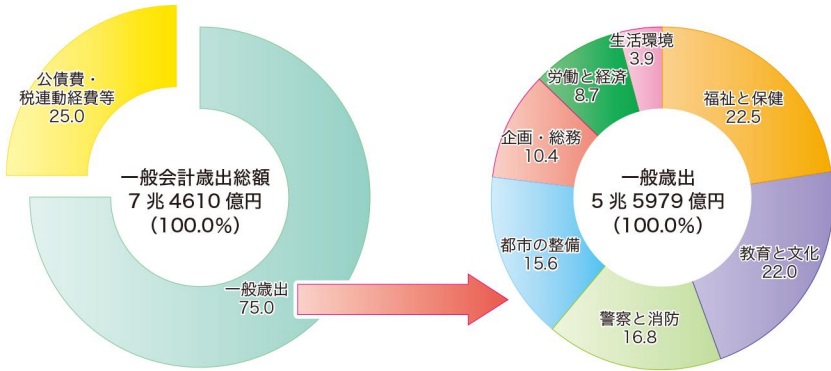 公債費・
税連動経費等
25.0
一般会計歳出総額
7 兆 4610 億円
（100.0%）
一般歳出
75.0
生活環境
3.9
労働と経済
8.7
福祉と保健
22.5
企画・総務
10.4
一般歳出
5 兆 5979 億円
（100.0%）
都市の整備
15.6
教育と文化
22.0
警察と消防
16.8